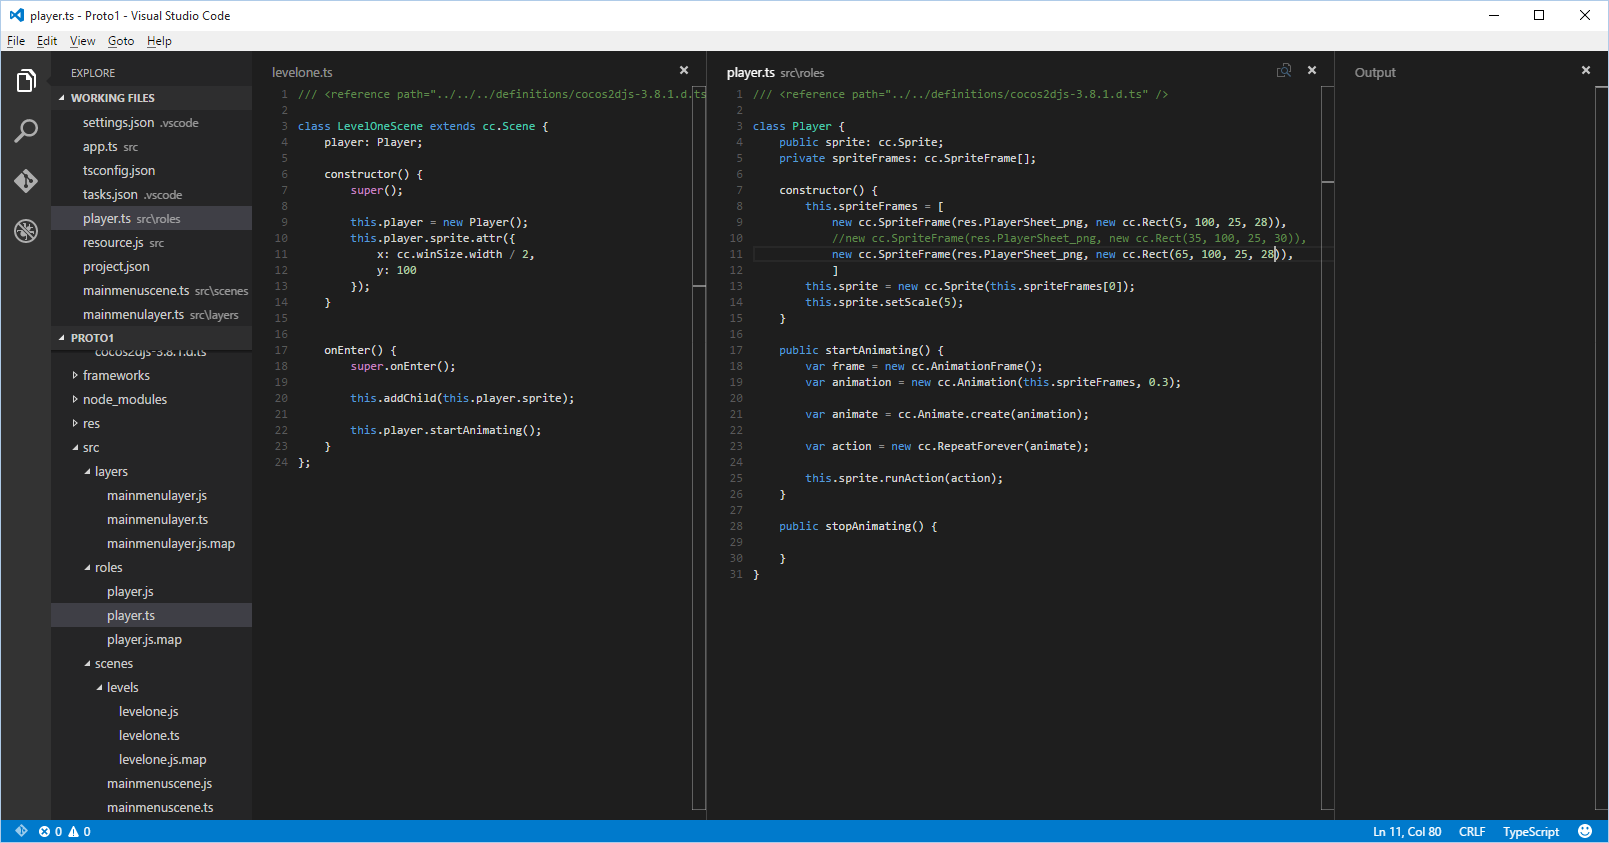 player.ts - Proto1 - Visual Studio Code
File Edit View Goto Help
EXPLORE
WORKING FILES
settings.json .vscode
app.ts src
tsconfig.json
tasks.json .vscode
player.ts src\roles
resource.js src
project.json
mainmenuscene.ts src\scenes
mainmenulayer.ts src\layers
PROTO1
cocos2djs-3.8.1.d.ts
frameworks
node_modules
res
src
layers
mainmenulayer.js
mainmenulayer.ts
mainmenulayer.js.map
roles
player.js
player.ts
player.js.map
scenes
levels
levelone.js
levelone.ts
levelone.js.map
mainmenuscene.js
mainmenuscene.ts
levelone.ts
1 /// <reference path="../../../definitions/cocos2djs-3.8.1.d.ts
2
3 class LevelOneScene extends cc.Scene {
4 player: Player;
5
6 constructor() {
7 super();
8
9 this.player = new Player();
10 this.player.sprite.attr({
11 x: cc.winSize.width / 2,
12 y: 100
13 });
14 }
15
16
17 onEnter() {
18 super.onEnter();
19
20 this.addChild(this.player.sprite);
21
22 this.player.startAnimating();
23 }
24 };
player.ts src\roles
1 /// <reference path="../../definitions/cocos2djs-3.8.1.d.ts" />
2
3 class Player {
4 public sprite: cc.Sprite;
5 private spriteFrames: cc.SpriteFrame[];
6
7 constructor() {
8 this.spriteFrames = [
9 new cc.SpriteFrame(res.PlayerSheet_png, new cc.Rect(5, 100, 25, 28)),
10 //new cc.SpriteFrame(res.PlayerSheet_png, new cc.Rect(35, 100, 25, 30)),
11 new cc.SpriteFrame(res.PlayerSheet_png, new cc.Rect(65, 100, 25, 28)),
12 ]
13 this.sprite = new cc.Sprite(this.spriteFrames[0]);
14 this.sprite.setScale(5);
15 }
16
17 public startAnimating() {
18 var frame = new cc.AnimationFrame();
19 var animation = new cc.Animation(this.spriteFrames, 0.3);
20
21 var animate = cc.Animate.create(animation);
22
23 var action = new cc.RepeatForever(animate);
24
25 this.sprite.runAction(action);
26 }
27
28 public stopAnimating() {
29
30 }
31 }
Output
0 0
Ln 11, Col 80 CRLF TypeScript